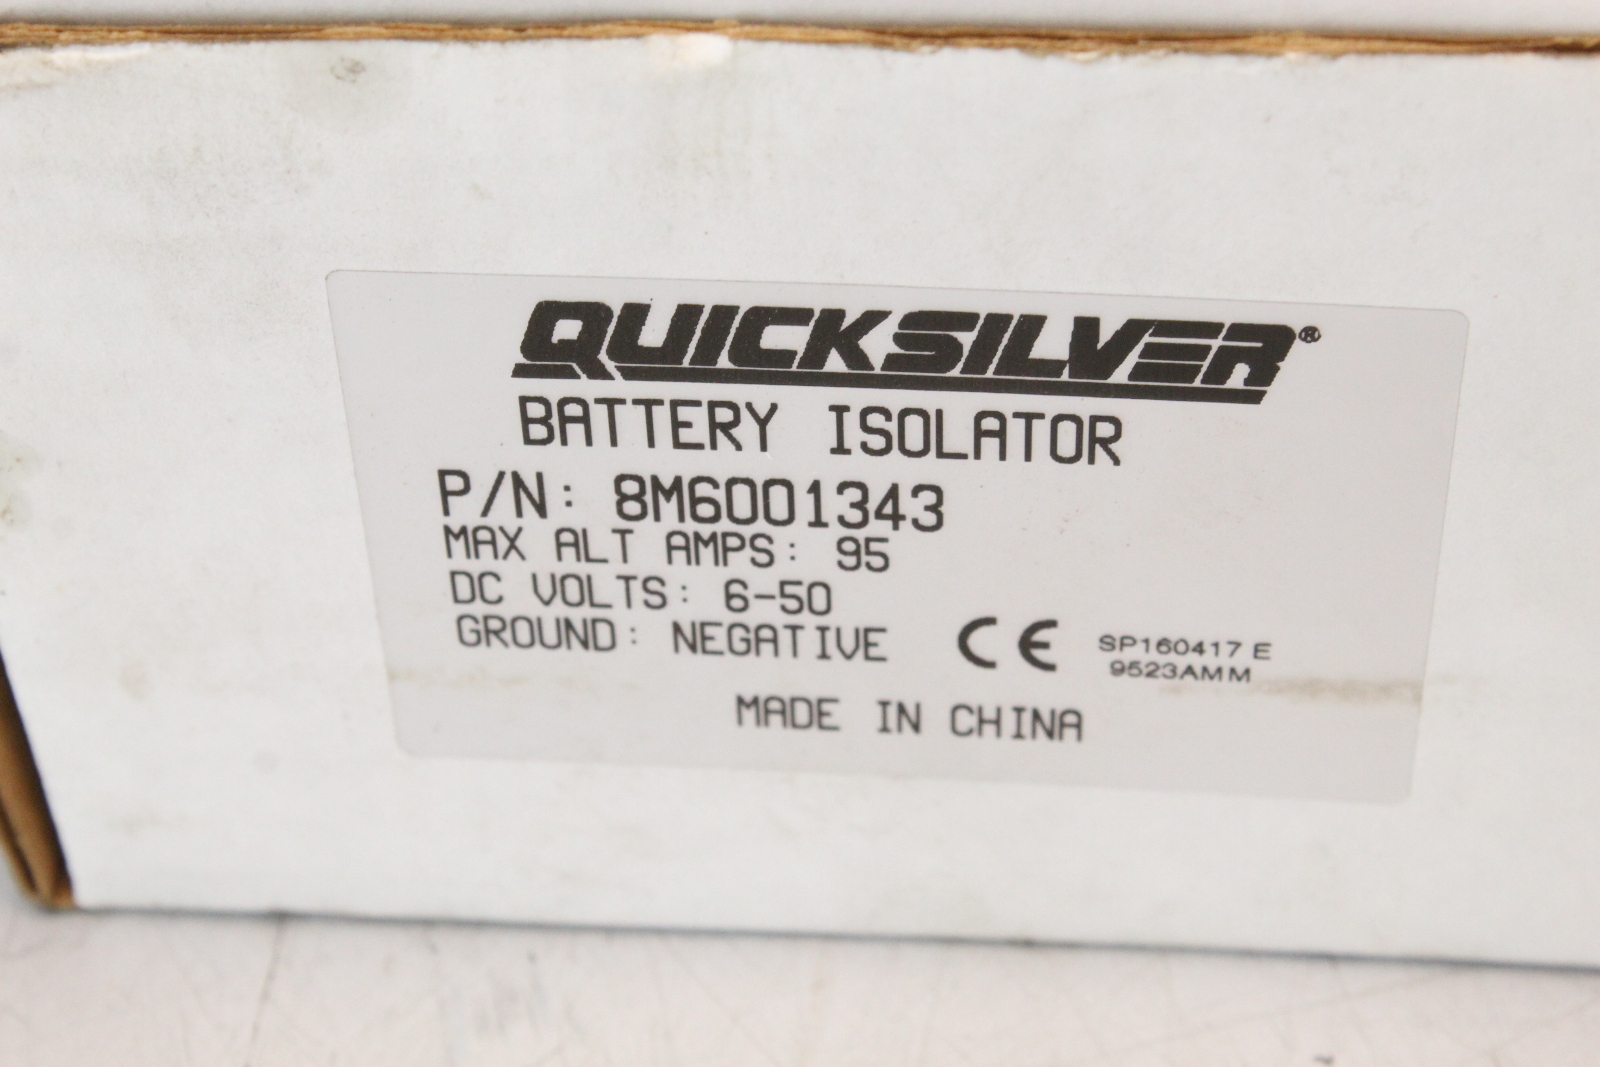 QUICKSILVER®
BATTERY ISOLATOR
P/N: 8M6001343
MAX ALT AMPS: 95
DC VOLTS: 6-50
GROUND: NEGATIVE CE SP160417 E
9523AMM
MADE IN CHINA